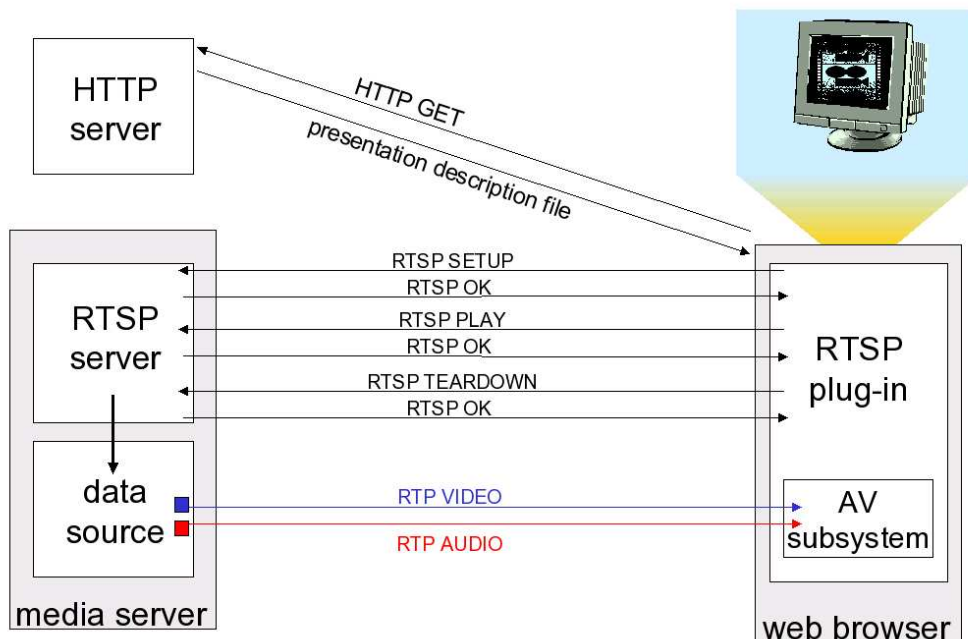 HTTP
server
HTTP GET
presentation description file
RTSP SETUP
RTSP OK
RTSP PLAY
RTSP OK
RTSP TEARDOWN
RTSP OK
RTSP
server
RTSP
plug-in
data
source
RTP VIDEO
RTP AUDIO
AV
subsystem
media server
web browser